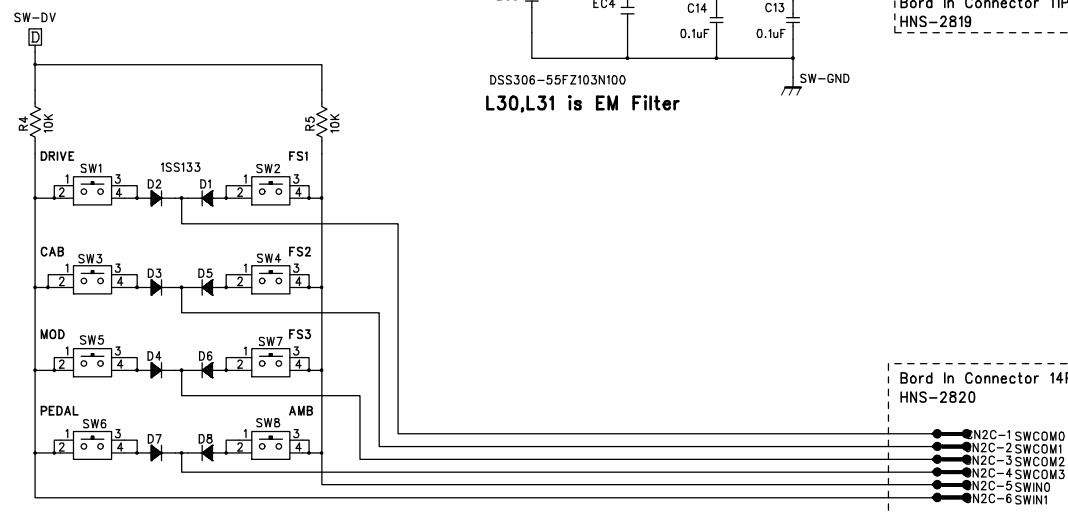 SW-DV
D
R4
10K
R5
10K
EC4
C14
0.1uF
C13
0.1uF
SW-GND
DSS306-55FZ103N100
L30,L31 is EM Filter
HNS-2819
DRIVE
SW1
1
2
3
4
1SS133
D2
D1
SW2
1
2
3
4
FS1
CAB
SW3
1
2
3
4
D3
D5
SW4
1
2
3
4
FS2
MOD
SW5
1
2
3
4
D4
D6
SW7
1
2
3
4
FS3
PEDAL
SW6
1
2
3
4
D7
D8
SW8
1
2
3
4
AMB
Bord In Connector 14P
HNS-2820
CN2C-1 SWCOM0
N2C-2 SWCOM1
N2C-3 SWCOM2
N2C-4 SWCOM3
N2C-5 SWIN0
N2C-6 SWIN1